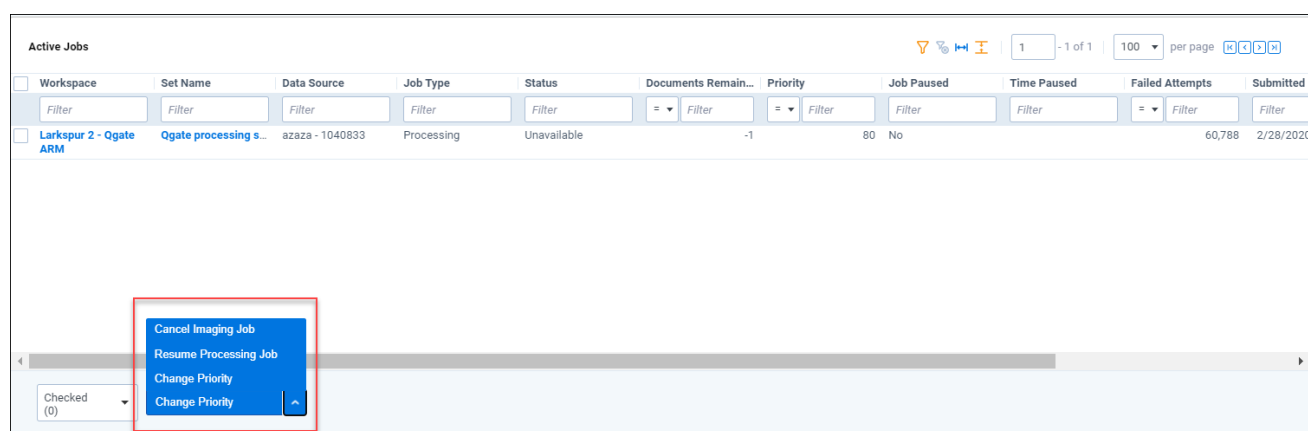 Active Jobs
1 - 1 of 1 100 per page
Workspace Set Name Data Source Job Type Status Documents Remain... Priority Job Paused Time Paused Failed Attempts Submitted
Filter Filter Filter Filter Filter = Filter = Filter Filter Filter = Filter Filter
Larkspur 2 - Qgate Qgate processing s... azaza - 1040833 Processing Unavailable -1 80 No 60,788 2/28/2020
ARM
Cancel Imaging Job
Resume Processing Job
Change Priority
Checked
(0)
Change Priority